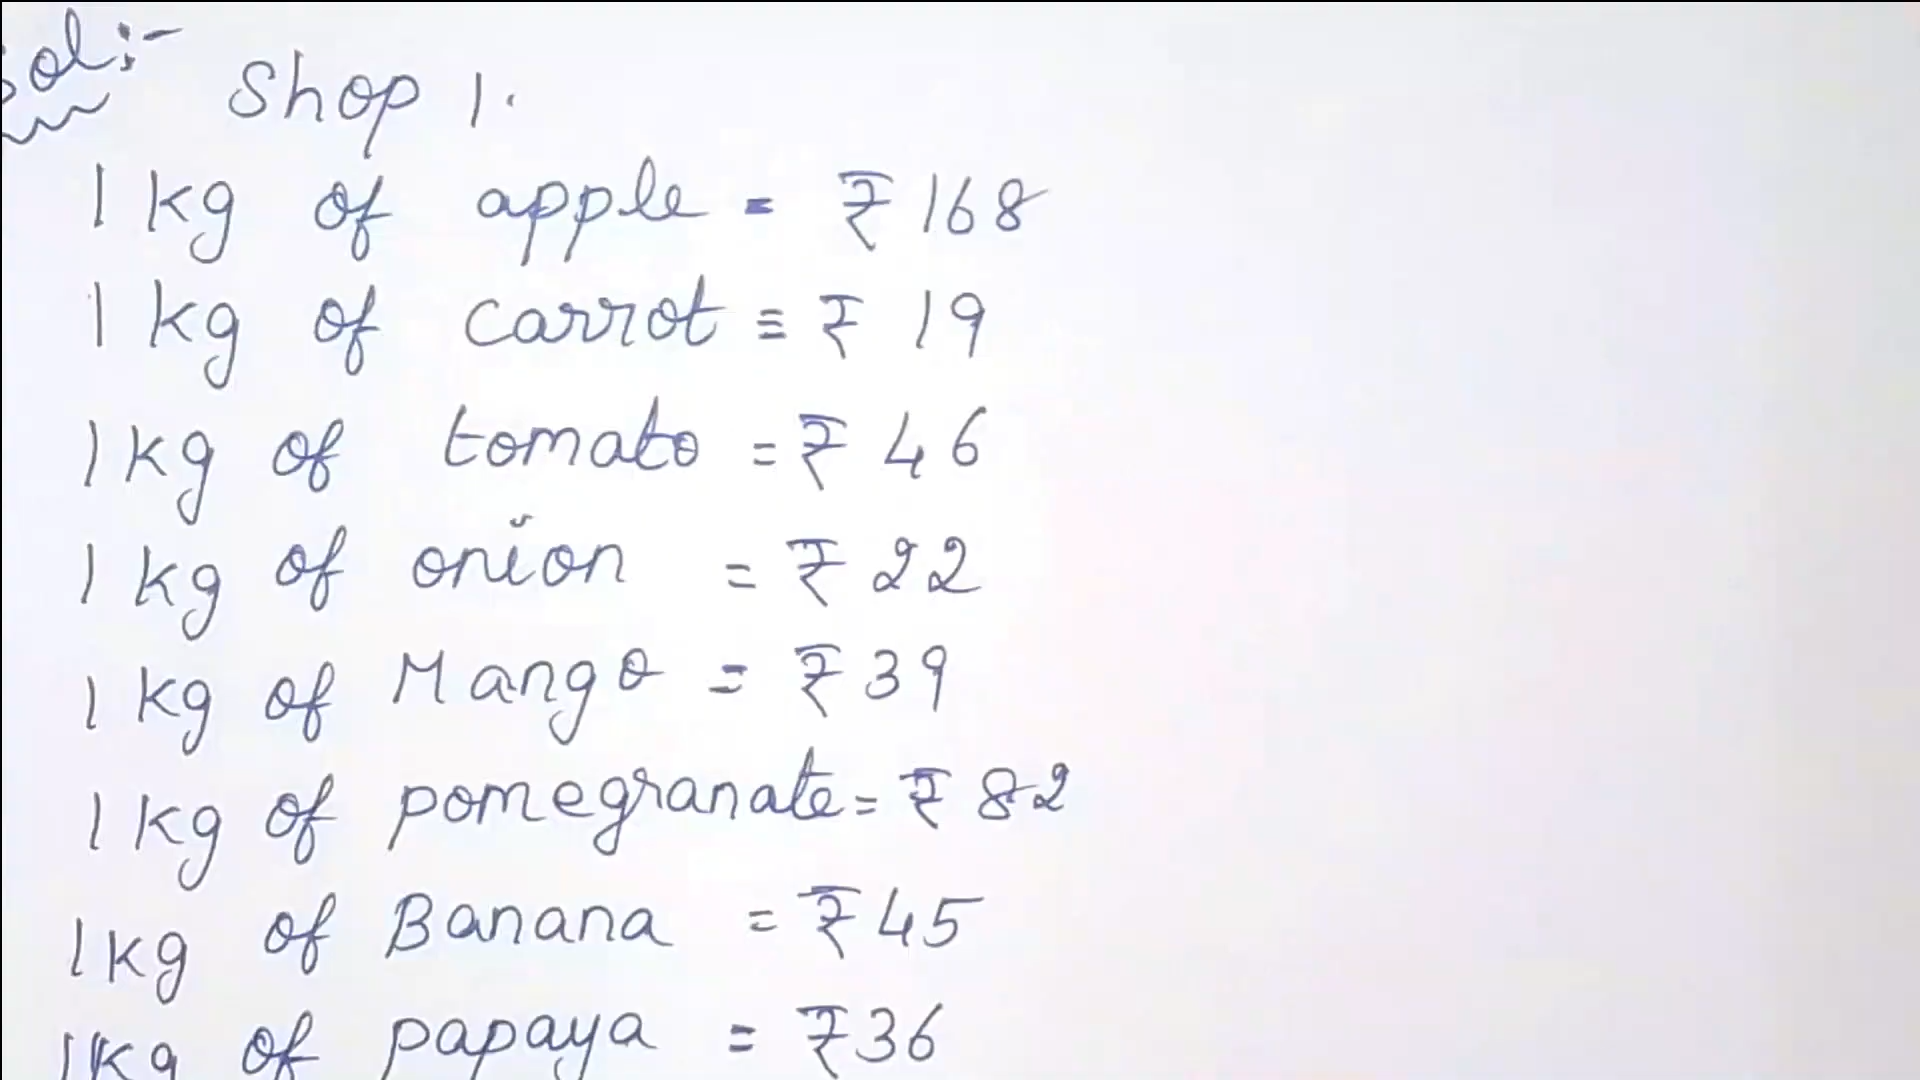 Sol:-
Shop 1.
1 kg of apple = ₹ 168
1 kg of carrot = ₹ 19
1 kg of tomato = ₹ 46
1 kg of onion = ₹ 22
1 kg of Mango = ₹ 39
1 kg of pomegranate = ₹ 82
1 kg of Banana = ₹ 45
1 kg of papaya = ₹ 36